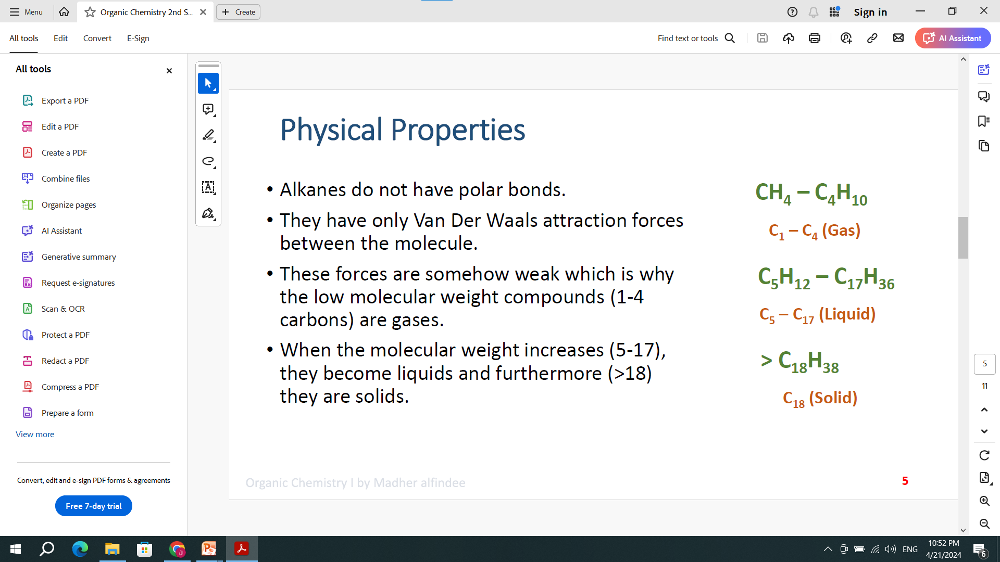 Menu
Organic Chemistry 2nd S...
Create
Sign in
All tools
Edit
Convert
E-Sign
Find text or tools
AI Assistant
All tools
Export a PDF
Edit a PDF
Create a PDF
Combine files
Organize pages
AI Assistant
Generative summary
Request e-signatures
Scan & OCR
Protect a PDF
Redact a PDF
Compress a PDF
Prepare a form
View more
Convert, edit and e-sign PDF forms & agreements
Free 7-day trial
Physical Properties
• Alkanes do not have polar bonds.
• They have only Van Der Waals attraction forces
between the molecule.
• These forces are somehow weak which is why
the low molecular weight compounds (1-4
carbons) are gases.
• When the molecular weight increases (5-17),
they become liquids and furthermore (>18)
they are solids.
CH₄ – C₄H₁₀
C₁ – C₄ (Gas)
C₅H₁₂ – C₁₇H₃₆
C₅ – C₁₇ (Liquid)
> C₁₈H₃₈
C₁₈ (Solid)
Organic Chemistry I by Madher alfindee
5
5
11
ENG
10:52 PM
4/21/2024
6